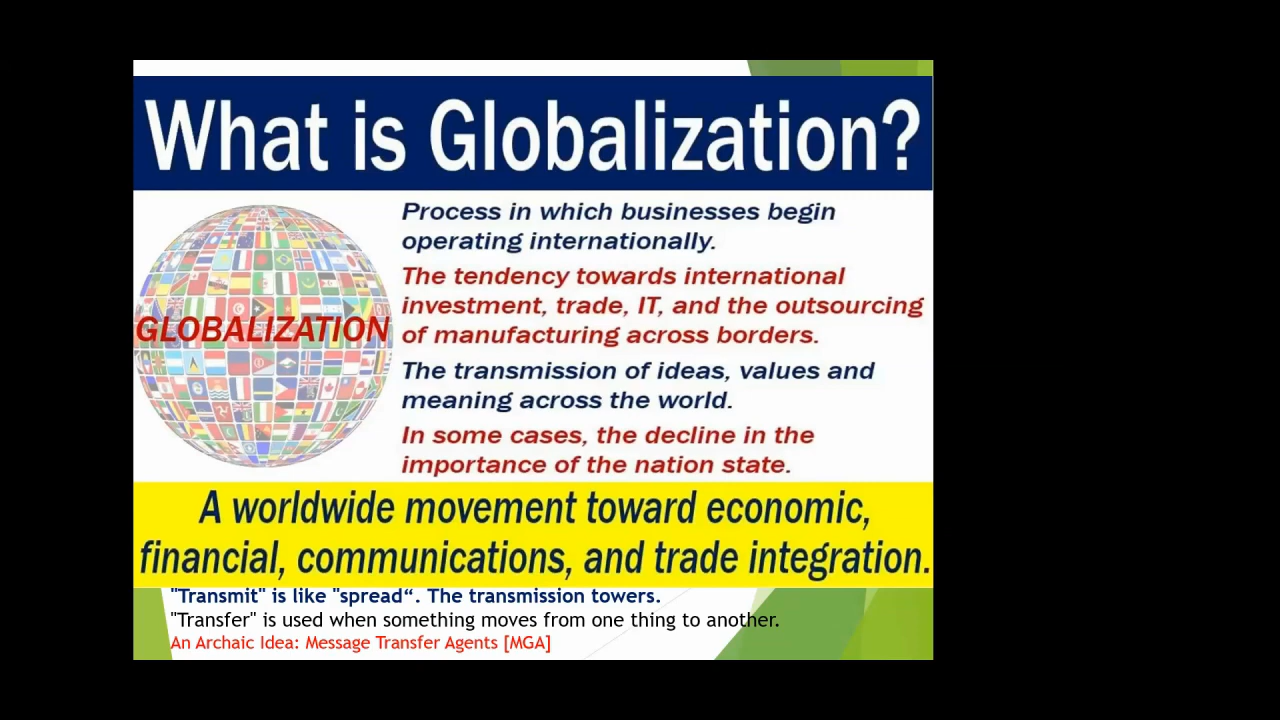 What is Globalization?
GLOBALIZATION
Process in which businesses begin
operating internationally.
The tendency towards international
investment, trade, IT, and the outsourcing
of manufacturing across borders.
The transmission of ideas, values and
meaning across the world.
In some cases, the decline in the
importance of the nation state.
A worldwide movement toward economic,
financial, communications, and trade integration.
"Transmit" is like "spread“. The transmission towers.
"Transfer" is used when something moves from one thing to another.
An Archaic Idea: Message Transfer Agents [MGA]